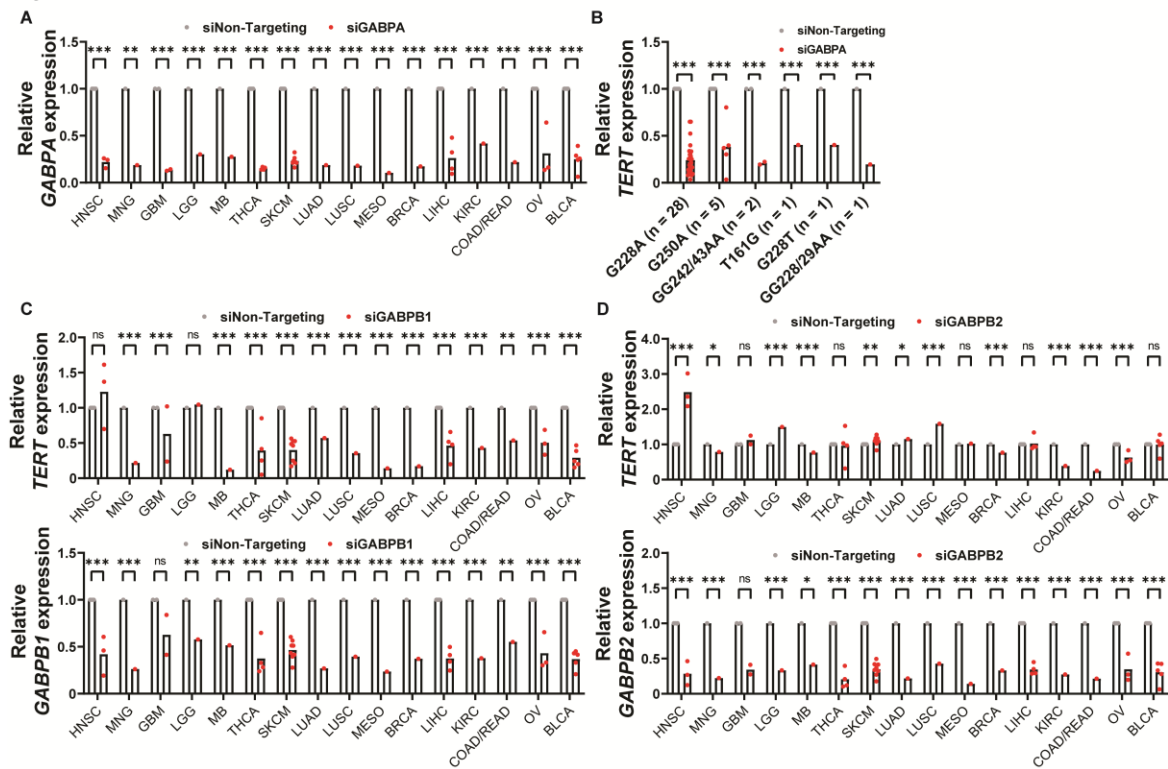 A
siNon-Targeting siGABPA
*** ** *** *** *** *** *** *** *** *** *** *** *** *** *** ***
Relative
GABPA expression
1.5
1.0
0.5
0.0
HNSC MNG GBM LGG MB THCA SKCM LUAD LUSC MESO BRCA LIHC KIRC COAD/READ OV BLCA
B
siNon-Targeting
siGABPA
*** *** *** *** *** ***
Relative
TERT expression
1.5
1.0
0.5
0.0
G228A (n = 28)
G250A (n = 5)
GG242/43AA (n = 2)
T161G (n = 1)
G228T (n = 1)
GG228/29AA (n = 1)
C
siNon-Targeting siGABPB1
ns *** *** ns *** *** *** *** *** *** *** *** *** ** *** ***
Relative
TERT expression
2.0
1.5
1.0
0.5
0.0
HNSC MNG GBM LGG MB THCA SKCM LUAD LUSC MESO BRCA LIHC KIRC COAD/READ OV BLCA
siNon-Targeting siGABPB1
*** *** ns ** *** *** *** *** *** *** *** *** *** ** *** ***
Relative
GABPB1 expression
1.5
1.0
0.5
0.0
HNSC MNG GBM LGG MB THCA SKCM LUAD LUSC MESO BRCA LIHC KIRC COAD/READ OV BLCA
D
siNon-Targeting siGABPB2
*** * ns *** *** ns ** * *** ns *** ns *** *** *** ns
Relative
TERT expression
4.0
3.0
2.0
1.0
0.0
HNSC MNG GBM LGG MB THCA SKCM LUAD LUSC MESO BRCA LIHC KIRC COAD/READ OV BLCA
siNon-Targeting siGABPB2
*** *** ns *** * *** *** *** *** *** *** *** *** *** *** ***
Relative
GABPB2 expression
2.0
1.5
1.0
0.5
0.0
HNSC MNG GBM LGG MB THCA SKCM LUAD LUSC MESO BRCA LIHC KIRC COAD/READ OV BLCA